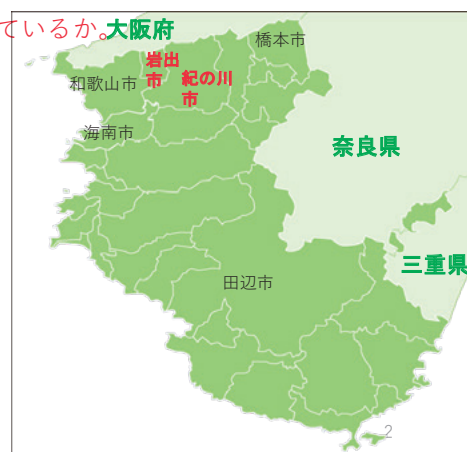 ているか。
大阪府
橋本市
岩出
市
紀の川
市
和歌山市
海南市
奈良県
三重県
田辺市
2